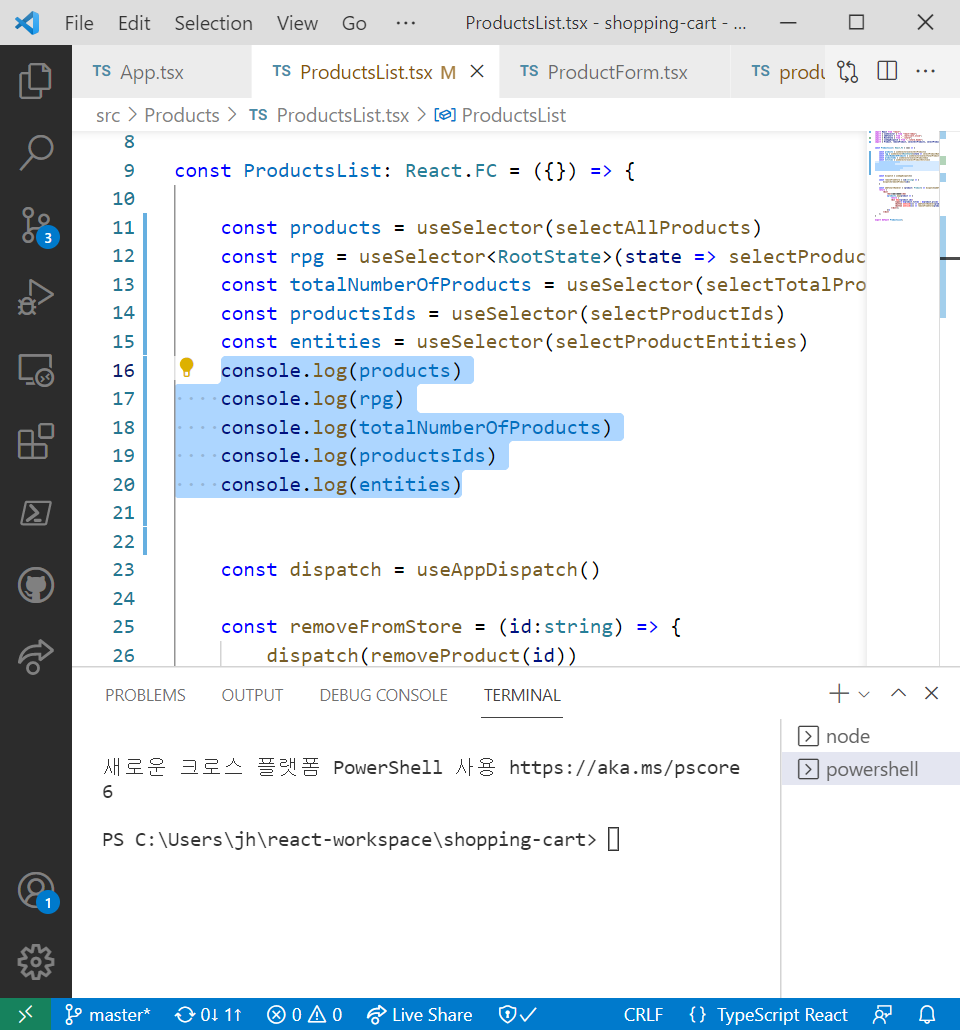 File Edit Selection View Go ··· ProductsList.tsx - shopping-cart - ...
TS App.tsx TS ProductsList.tsx M TS ProductForm.tsx TS produ
src > Products > TS ProductsList.tsx > ProductsList
8
9 const ProductsList: React.FC = ({}) => {
10
11 const products = useSelector(selectAllProducts)
12 const rpg = useSelector<RootState>(state => selectProduc
13 const totalNumberOfProducts = useSelector(selectTotalPro
14 const productsIds = useSelector(selectProductIds)
15 const entities = useSelector(selectProductEntities)
16 console.log(products)
17 console.log(rpg)
18 console.log(totalNumberOfProducts)
19 console.log(productsIds)
20 console.log(entities)
21
22
23 const dispatch = useAppDispatch()
24
25 const removeFromStore = (id:string) => {
26 dispatch(removeProduct(id))
3
1
PROBLEMS OUTPUT DEBUG CONSOLE TERMINAL
node
powershell
새로운 크로스 플랫폼 PowerShell 사용 https://aka.ms/pscore
6
PS C:\Users\jh\react-workspace\shopping-cart>
master* 0↓ 1↑ 0 0 Live Share CRLF {} TypeScript React